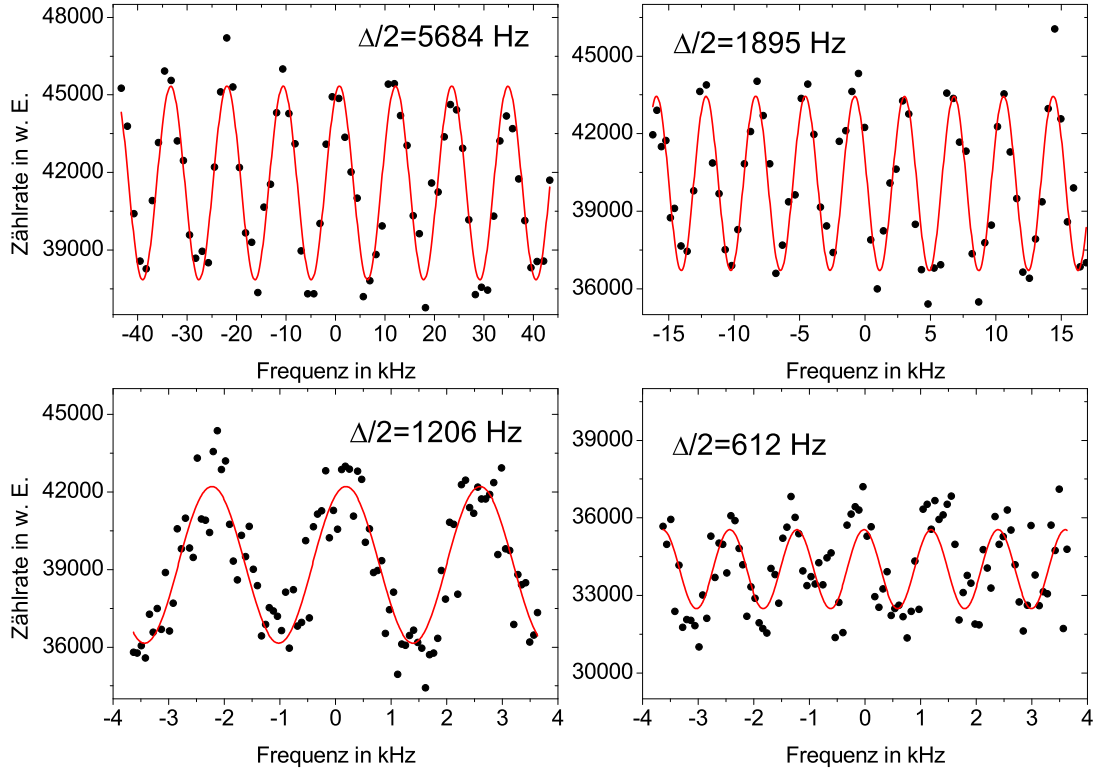 48000
45000
42000
39000
Zählrate in w. E.
Δ/2=5684 Hz
-40 -30 -20 -10 0 10 20 30 40
Frequenz in kHz
45000
42000
39000
36000
Δ/2=1895 Hz
-15 -10 -5 0 5 10 15
Frequenz in kHz
45000
42000
39000
36000
Zählrate in w. E.
Δ/2=1206 Hz
-4 -3 -2 -1 0 1 2 3 4
Frequenz in kHz
39000
36000
33000
30000
Δ/2=612 Hz
-4 -3 -2 -1 0 1 2 3 4
Frequenz in kHz